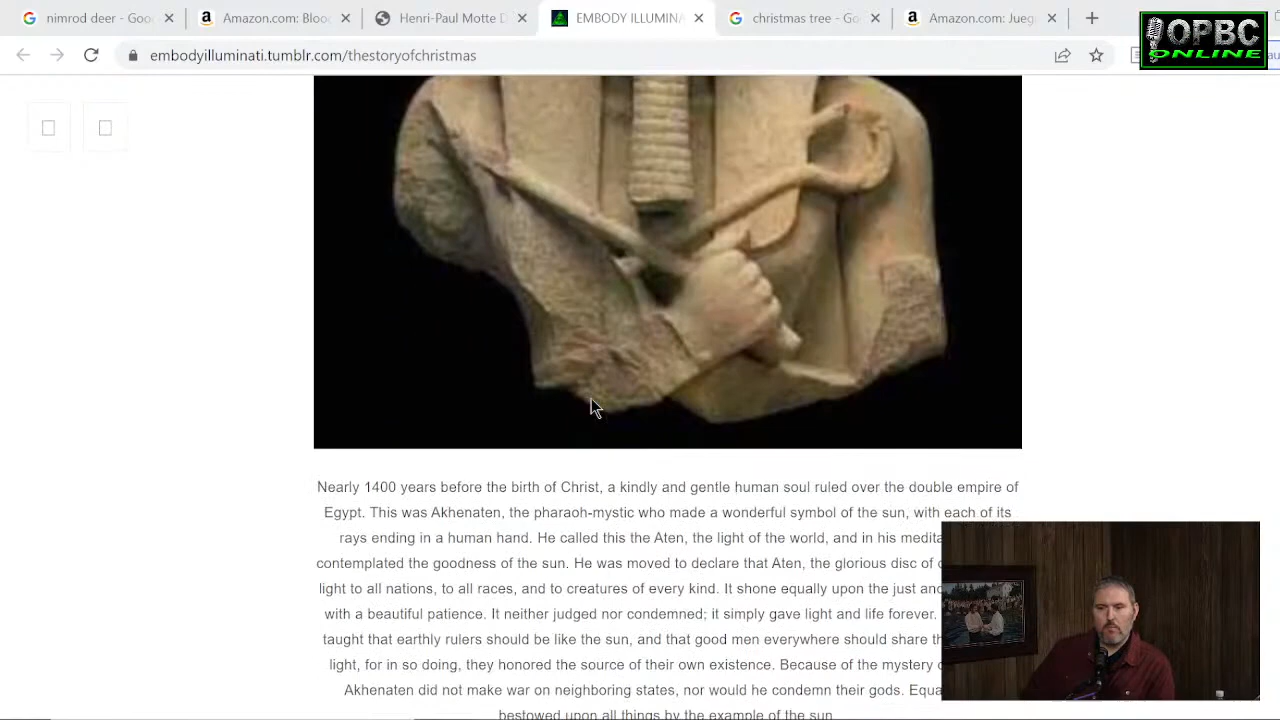 nimrod deer - Goo
Amazon.com: Bloo
Henri-Paul Motte D
EMBODY ILLUMINA
christmas tree - Go
Amazon.com: Jueg
OPBC
ONLINE
embodyilluminati.tumblr.com/thestoryofchristmas
Nearly 1400 years before the birth of Christ, a kindly and gentle human soul ruled over the double empire of
Egypt. This was Akhenaten, the pharaoh-mystic who made a wonderful symbol of the sun, with each of its
rays ending in a human hand. He called this the Aten, the light of the world, and in his medita
contemplated the goodness of the sun. He was moved to declare that Aten, the glorious disc of
light to all nations, to all races, and to creatures of every kind. It shone equally upon the just an
with a beautiful patience. It neither judged nor condemned; it simply gave light and life forever.
taught that earthly rulers should be like the sun, and that good men everywhere should share th
light, for in so doing, they honored the source of their own existence. Because of the mystery
Akhenaten did not make war on neighboring states, nor would he condemn their gods. Equa
bestowed upon all things by the example of the sun.